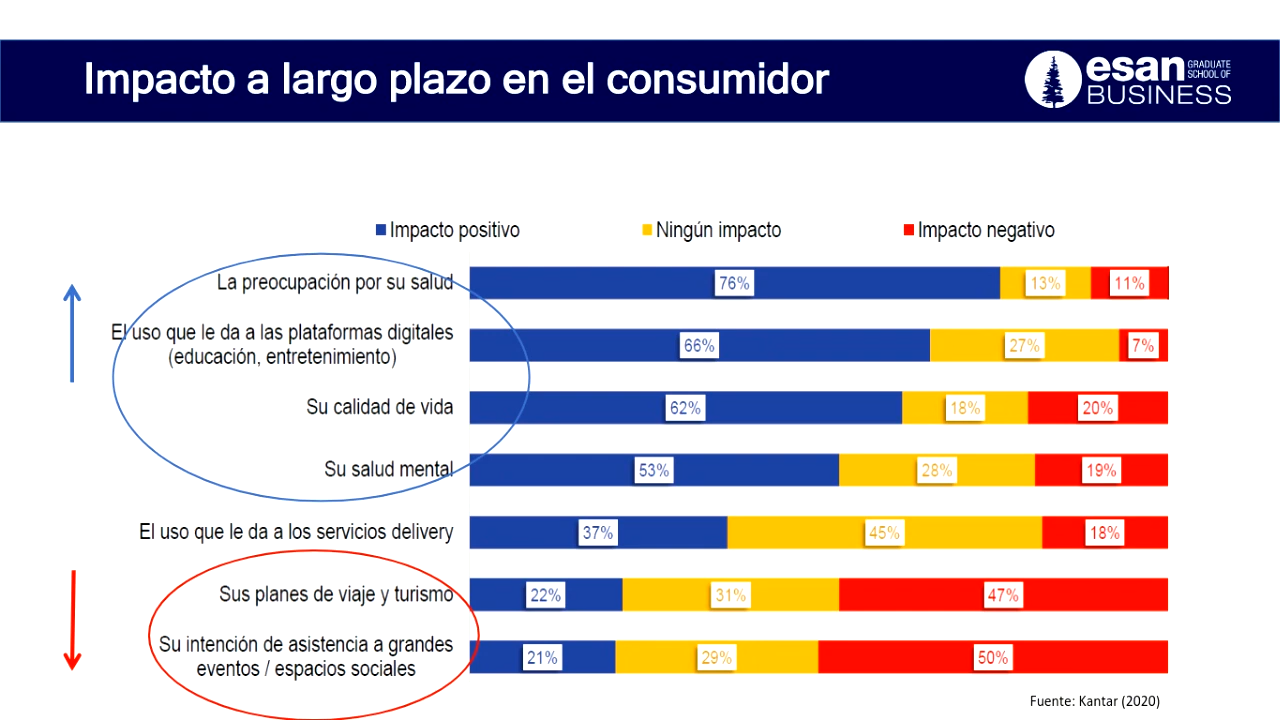 Impacto a largo plazo en el consumidor
esan GRADUATE SCHOOL OF
BUSINESS
Impacto positivo
Ningún impacto
Impacto negativo
La preocupación por su salud
76%
13%
11%
El uso que le da a las plataformas digitales
(educación, entretenimiento)
66%
27%
7%
Su calidad de vida
62%
18%
20%
Su salud mental
53%
28%
19%
El uso que le da a los servicios delivery
37%
45%
18%
Sus planes de viaje y turismo
22%
31%
47%
Su intención de asistencia a grandes
eventos / espacios sociales
21%
29%
50%
Fuente: Kantar (2020)